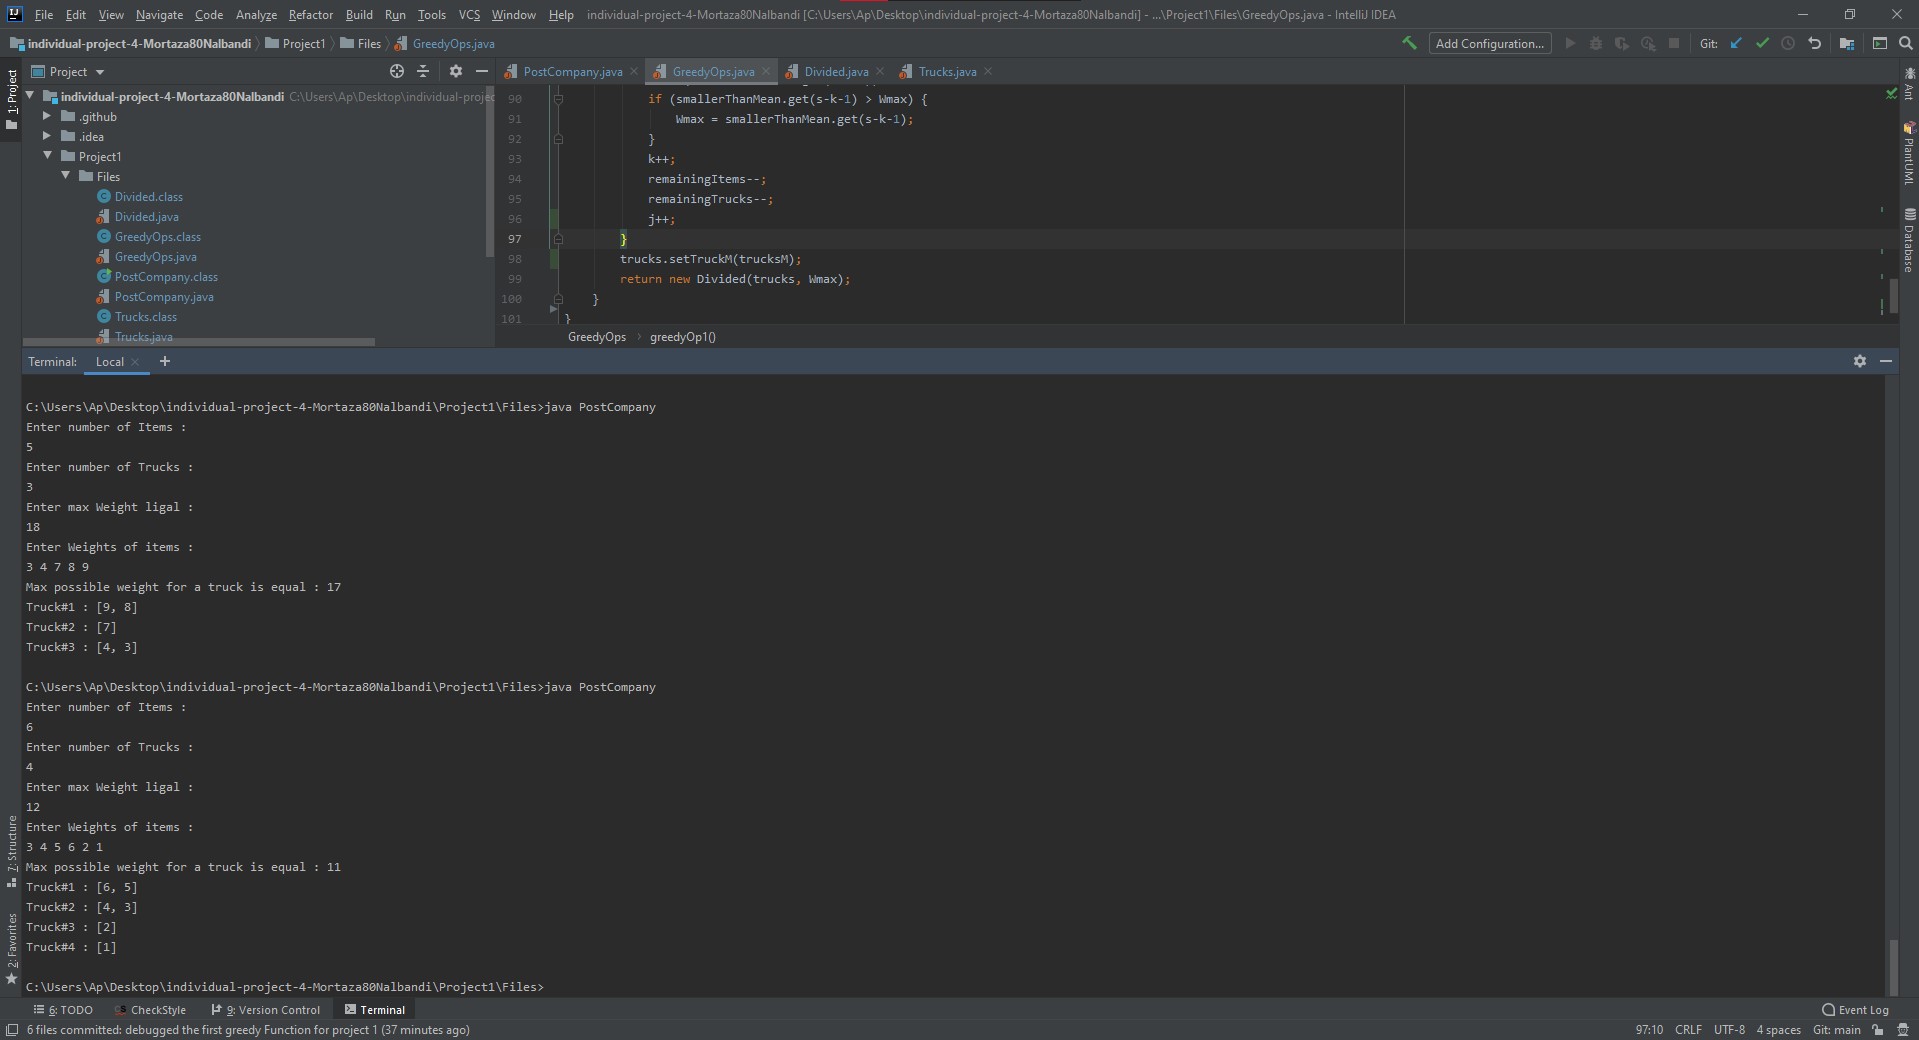 File Edit View Navigate Code Analyze Refactor Build Run Tools VCS Window Help individual-project-4-Mortaza80Nalbandi [C:\Users\Ap\Desktop\individual-project-4-Mortaza80Nalbandi] - ...\Project1\Files\GreedyOps.java - IntelliJ IDEA
individual-project-4-Mortaza80Nalbandi Project1 Files GreedyOps.java Add Configuration... Git:
1: Project
Project
individual-project-4-Mortaza80Nalbandi C:\Users\Ap\Desktop\individual-projec
.github
.idea
Project1
Files
Divided.class
Divided.java
GreedyOps.class
GreedyOps.java
PostCompany.class
PostCompany.java
Trucks.class
Trucks.java
PostCompany.java GreedyOps.java Divided.java Trucks.java
90 if (smallerThanMean.get(s-k-1) > Wmax) {
91 Wmax = smallerThanMean.get(s-k-1);
92 }
93 k++;
94 remainingItems--;
95 remainingTrucks--;
96 j++;
97 }
98 trucks.setTruckM(trucksM);
99 return new Divided(trucks, Wmax);
100 }
101 }
GreedyOps greedyOp1()
Ant
PlantUML
Database
Terminal: Local +
C:\Users\Ap\Desktop\individual-project-4-Mortaza80Nalbandi\Project1\Files>java PostCompany
Enter number of Items :
5
Enter number of Trucks :
3
Enter max Weight ligal :
18
Enter Weights of items :
3 4 7 8 9
Max possible weight for a truck is equal : 17
Truck#1 : [9, 8]
Truck#2 : [7]
Truck#3 : [4, 3]
C:\Users\Ap\Desktop\individual-project-4-Mortaza80Nalbandi\Project1\Files>java PostCompany
Enter number of Items :
6
Enter number of Trucks :
4
Enter max Weight ligal :
12
Enter Weights of items :
3 4 5 6 2 1
Max possible weight for a truck is equal : 11
Truck#1 : [6, 5]
Truck#2 : [4, 3]
Truck#3 : [2]
Truck#4 : [1]
C:\Users\Ap\Desktop\individual-project-4-Mortaza80Nalbandi\Project1\Files>
7: Structure
2: Favorites
6: TODO CheckStyle 9: Version Control Terminal Event Log
6 files committed: debugged the first greedy Function for project 1 (37 minutes ago) 97:10 CRLF UTF-8 4 spaces Git: main